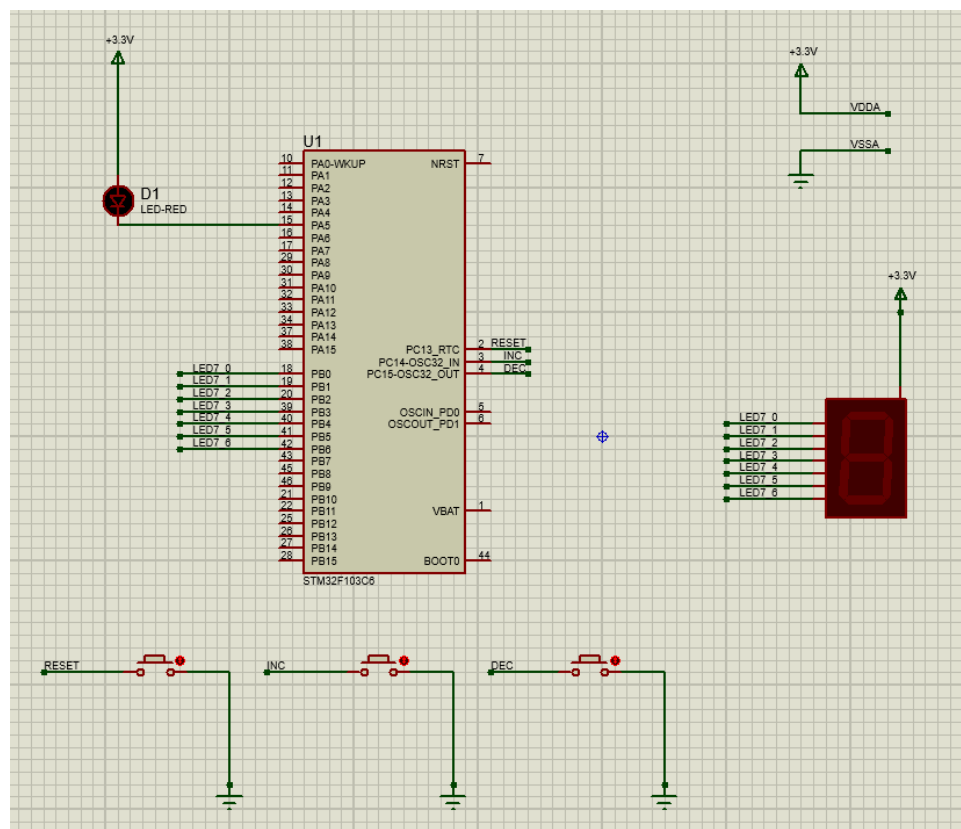 +3.3V
+3.3V
VDDA
VSSA
U1
10 PA0-WKUP NRST 7
11 PA1
12 PA2
13 PA3
14 PA4
15 PA5
16 PA6
17 PA7
29 PA8
30 PA9
31 PA10
32 PA11
33 PA12
34 PA13
37 PA14
38 PA15
D1
LED-RED
+3.3V
PC13_RTC 2 RESET
PC14-OSC32_IN 3 INC
PC15-OSC32_OUT 4 DEC
LED7_0 18 PB0
LED7_1 19 PB1
LED7_2 20 PB2
LED7_3 39 PB3
LED7_4 40 PB4
LED7_5 41 PB5
LED7_6 42 PB6
43 PB7
45 PB8
46 PB9
21 PB10
22 PB11
25 PB12
26 PB13
27 PB14
28 PB15
OSCIN_PD0 5
OSCOUT_PD1 6
VBAT 1
BOOT0 44
STM32F103C6
LED7_0
LED7_1
LED7_2
LED7_3
LED7_4
LED7_5
LED7_6
RESET
INC
DEC